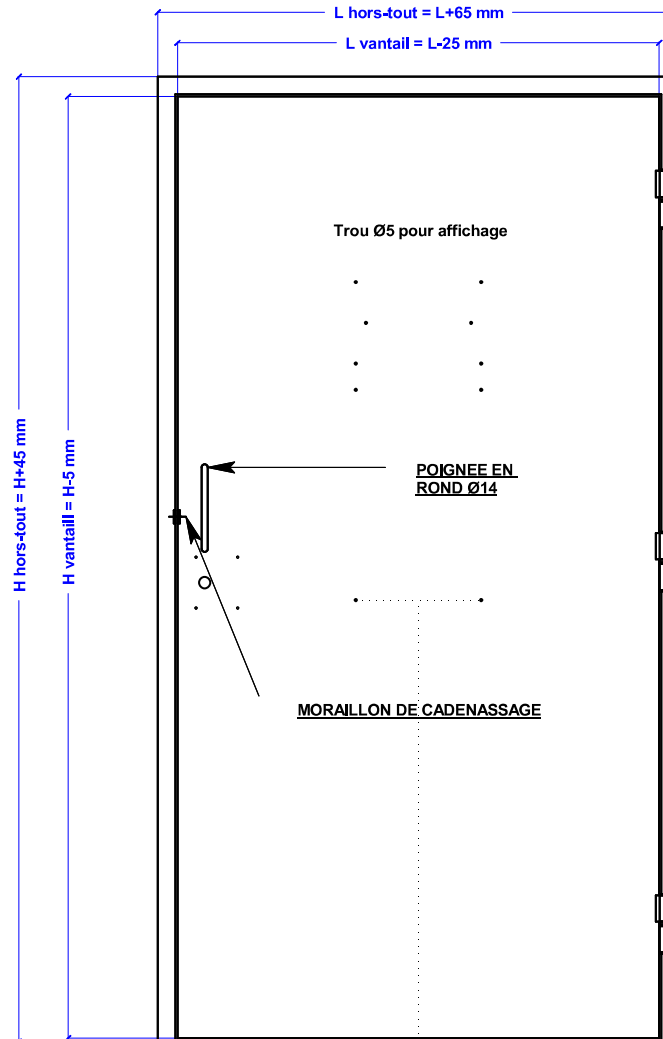 L hors-tout = L+65 mm
L vantail = L-25 mm
Trou Ø5 pour affichage
H hors-tout = H+45 mm
H vantaill = H-5 mm
POIGNEE EN
ROND Ø14
MORAILLON DE CADENASSAGE